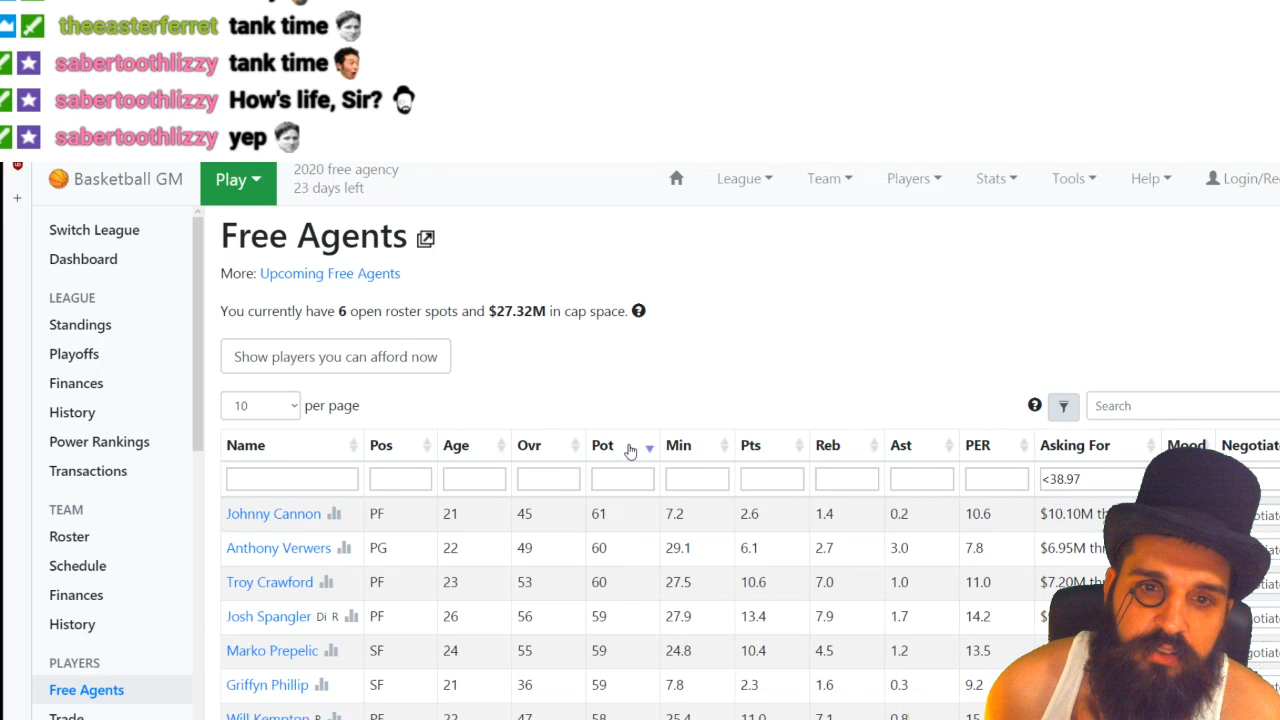 theeasterferret tank time
sabertoothlizzy tank time
sabertoothlizzy How's life, Sir?
sabertoothlizzy yep
Basketball GM
Play
2020 free agency
23 days left
League
Team
Players
Stats
Tools
Help
Login/Re
Switch League
Dashboard
LEAGUE
Standings
Playoffs
Finances
History
Power Rankings
Transactions
TEAM
Roster
Schedule
Finances
History
PLAYERS
Free Agents
Trade
Free Agents
More: Upcoming Free Agents
You currently have 6 open roster spots and $27.32M in cap space.
Show players you can afford now
10 per page
Search
Name Pos Age Ovr Pot Min Pts Reb Ast PER Asking For Mood Negotiat
<38.97
Johnny Cannon PF 21 45 61 7.2 2.6 1.4 0.2 10.6 $10.10M th
Anthony Verwers PG 22 49 60 29.1 6.1 2.7 3.0 7.8 $6.95M th
Troy Crawford PF 23 53 60 27.5 10.6 7.0 1.0 11.0 $7.20M
Josh Spangler Di R PF 26 56 59 27.9 13.4 7.9 1.7 14.2
Marko Prepelic SF 24 55 59 24.8 10.4 4.5 1.2 13.5
Griffyn Phillip SF 21 36 59 7.8 2.3 1.6 0.3 9.2
Will Kempton R PF 22 47 58 25.4 11.0 7.1 0.8 15